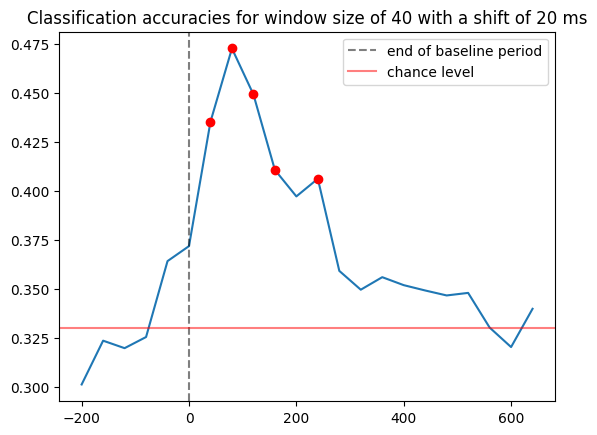 Classification accuracies for window size of 40 with a shift of 20 ms
end of baseline period
chance level
0.475
0.450
0.425
0.400
0.375
0.350
0.325
0.300
−200 0 200 400 600